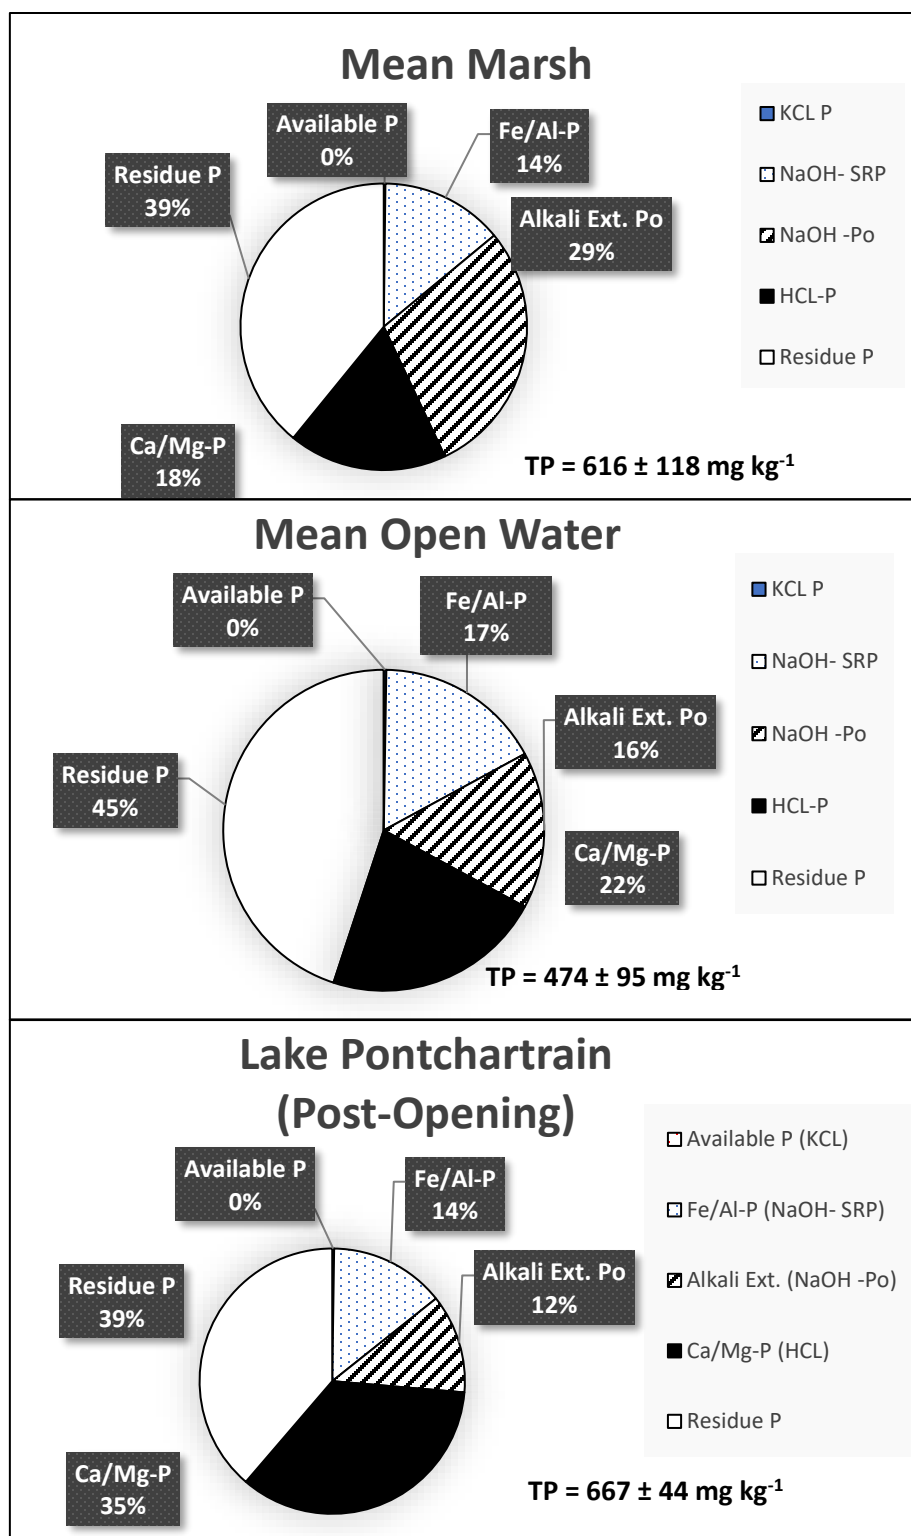 Mean Marsh
Available P
0%
Fe/Al-P
14%
Residue P
39%
Alkali Ext. Po
29%
Ca/Mg-P
18%
KCL P
NaOH- SRP
NaOH -Po
HCL-P
Residue P
TP = 616 ± 118 mg kg⁻¹
Mean Open Water
Available P
0%
Fe/Al-P
17%
Alkali Ext. Po
16%
Residue P
45%
Ca/Mg-P
22%
KCL P
NaOH- SRP
NaOH -Po
HCL-P
Residue P
TP = 474 ± 95 mg kg⁻¹
Lake Pontchartrain
(Post-Opening)
Available P
0%
Fe/Al-P
14%
Alkali Ext. Po
12%
Residue P
39%
Ca/Mg-P
35%
Available P (KCL)
Fe/Al-P (NaOH- SRP)
Alkali Ext. (NaOH -Po)
Ca/Mg-P (HCL)
Residue P
TP = 667 ± 44 mg kg⁻¹